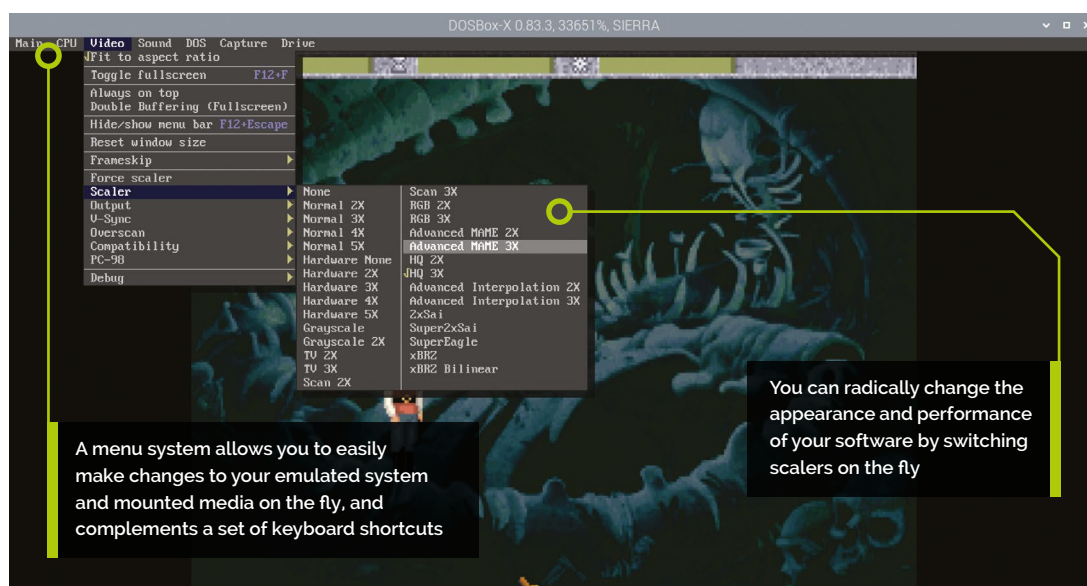 DOSBox-X 0.83.3, 33651%, SIERRA
Main CPU Video Sound DOS Capture Drive
Fit to aspect ratio
Toggle fullscreen F12+F
Always on top
Double Buffering (Fullscreen)
Hide/show menu bar F12+Escape
Reset window size
Frameskip
Force scaler
Scaler
Output
V-Sync
Overscan
Compatibility
PC-98
Debug
None
Normal 2X
Normal 3X
Normal 4X
Normal 5X
Hardware None
Hardware 2X
Hardware 3X
Hardware 4X
Hardware 5X
Grayscale
Grayscale 2X
TV 2X
TV 3X
Scan 2X
Scan 3X
RGB 2X
RGB 3X
Advanced MAME 2X
Advanced MAME 3X
HQ 2X
HQ 3X
Advanced Interpolation 2X
Advanced Interpolation 3X
2xSai
Super2xSai
SuperEagle
xBRZ
xBRZ Bilinear
You can radically change the
appearance and performance
of your software by switching
scalers on the fly
A menu system allows you to easily
make changes to your emulated system
and mounted media on the fly, and
complements a set of keyboard shortcuts